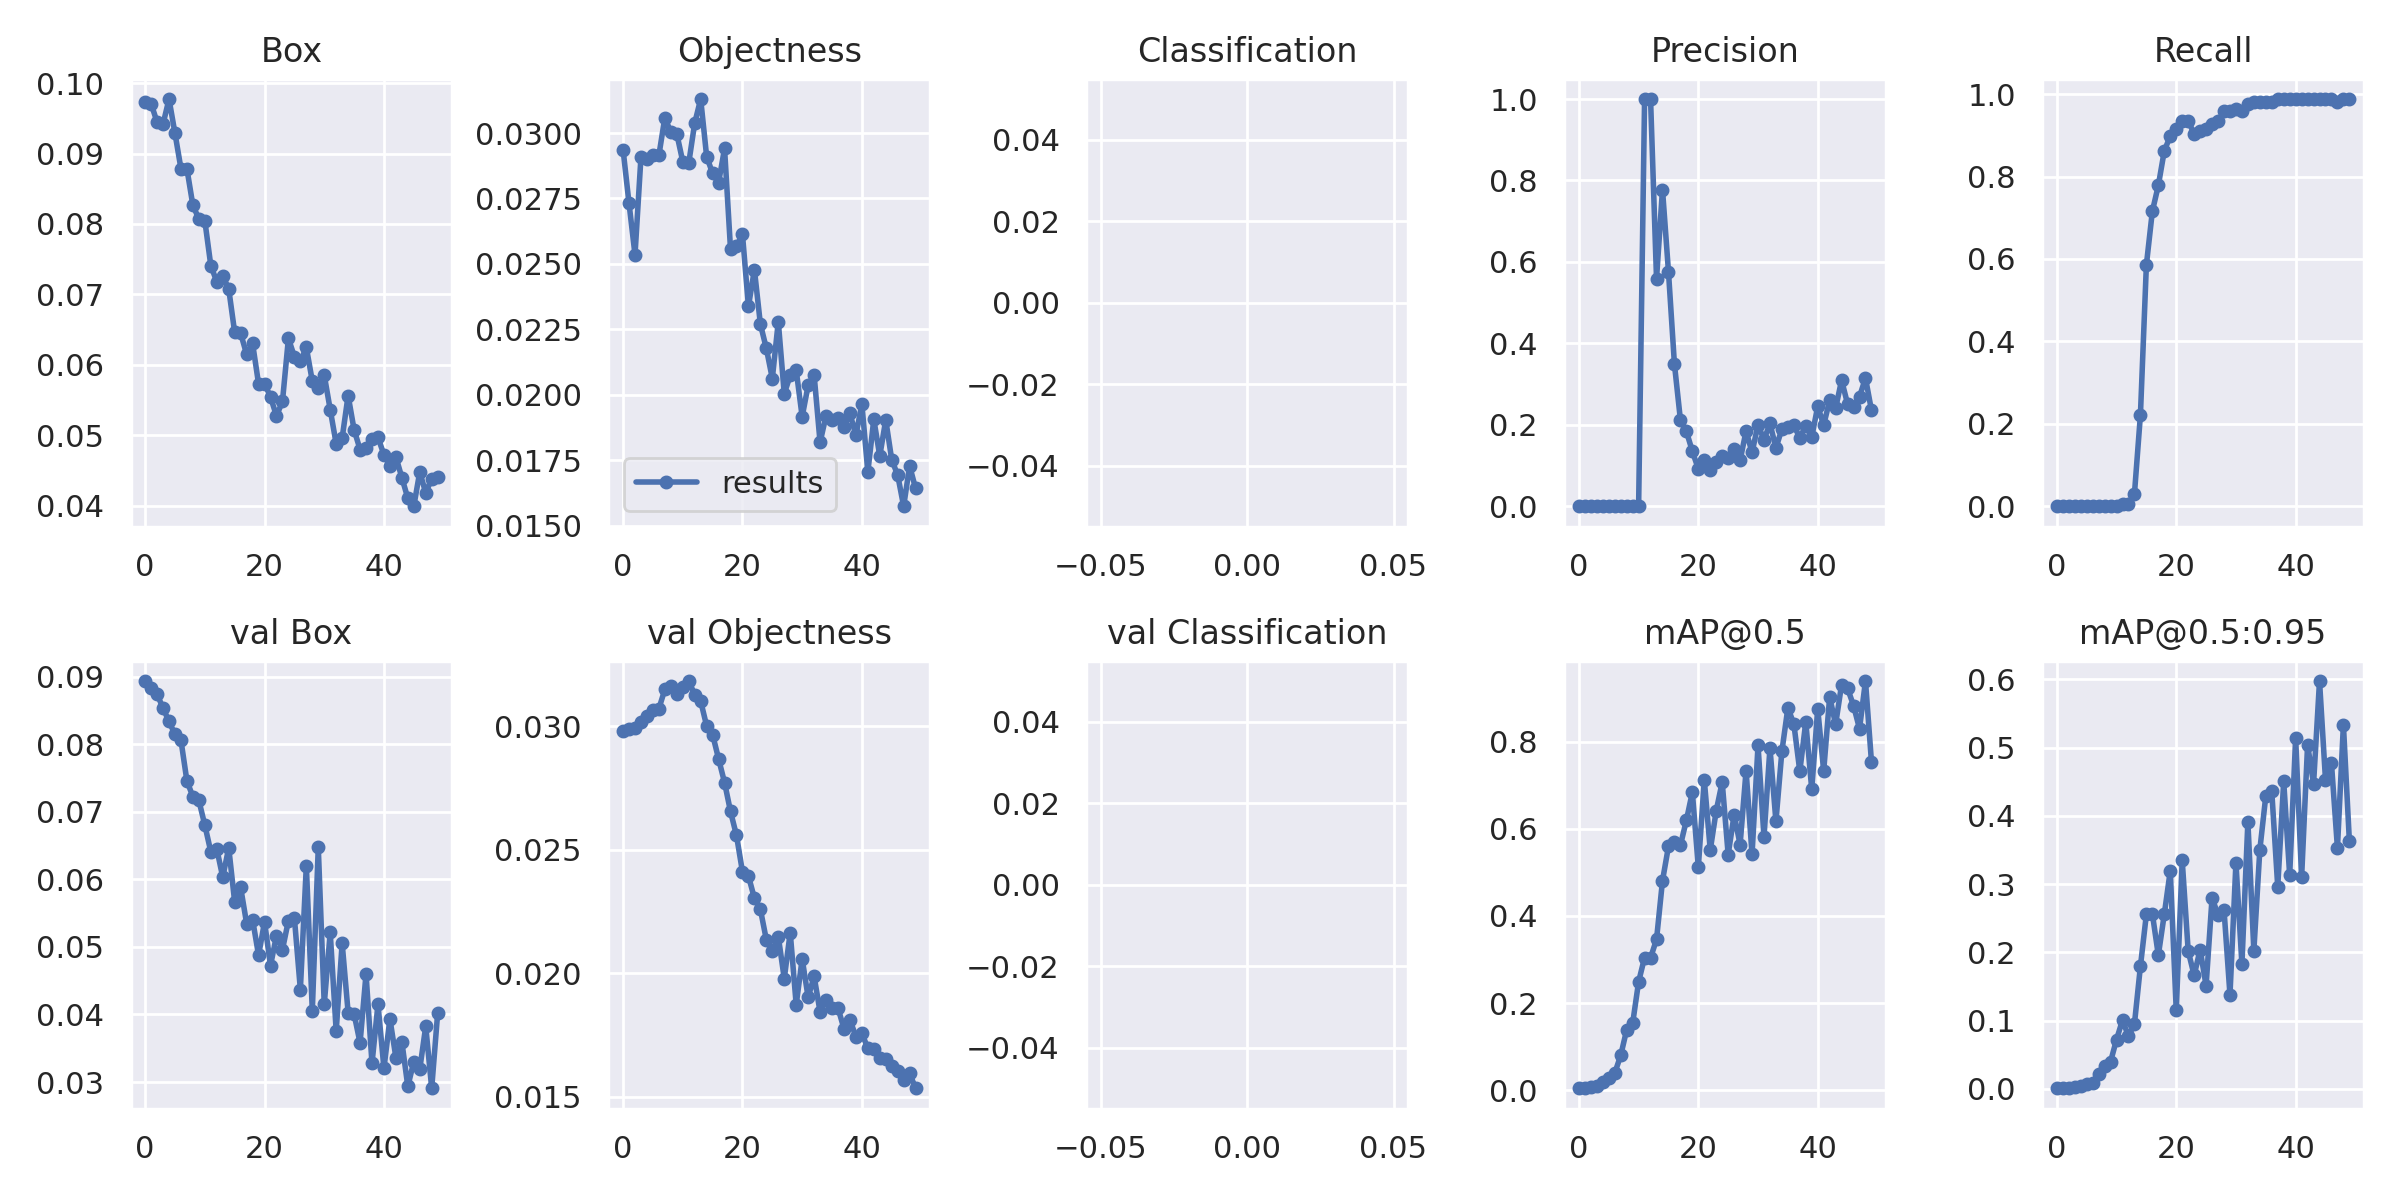 Box
Objectness
Classification
Precision
Recall
0.10
0.09
0.08
0.07
0.06
0.05
0.04
0 20 40
0.0300
0.0275
0.0250
0.0225
0.0200
0.0175
0.0150
results
0 20 40
0.04
0.02
0.00
−0.02
−0.04
−0.05 0.00 0.05
1.0
0.8
0.6
0.4
0.2
0.0
0 20 40
1.0
0.8
0.6
0.4
0.2
0.0
0 20 40
val Box
val Objectness
val Classification
mAP@0.5
mAP@0.5:0.95
0.09
0.08
0.07
0.06
0.05
0.04
0.03
0 20 40
0.030
0.025
0.020
0.015
0 20 40
0.04
0.02
0.00
−0.02
−0.04
−0.05 0.00 0.05
0.8
0.6
0.4
0.2
0.0
0 20 40
0.6
0.5
0.4
0.3
0.2
0.1
0.0
0 20 40